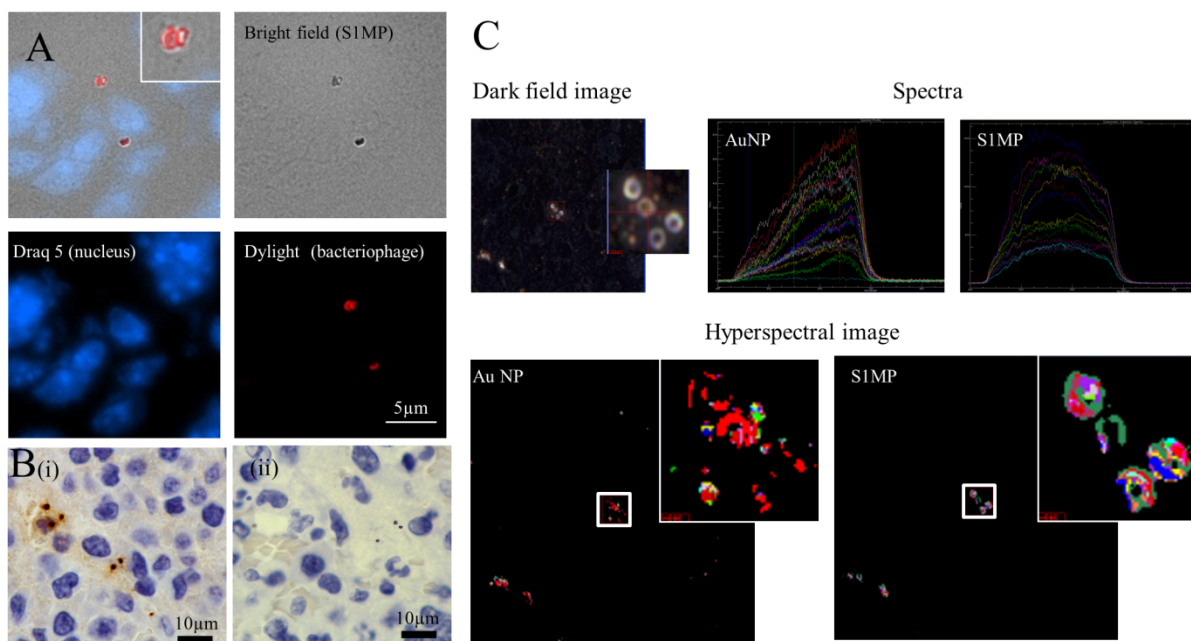 A
Bright field (S1MP)
Draq 5 (nucleus)
Dylight (bacteriophage)
5µm
B(i)
(ii)
10µm
10µm
C
Dark field image
Spectra
AuNP
S1MP
Hyperspectral image
Au NP
S1MP